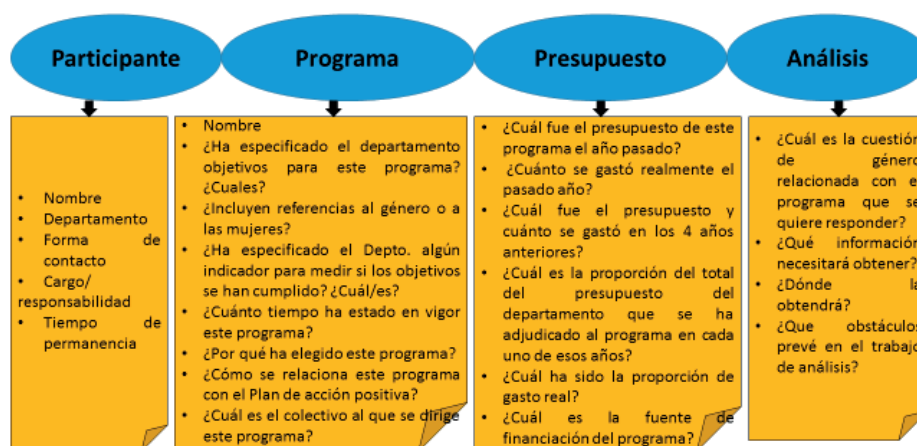 Participante
Programa
Presupuesto
Análisis
• Nombre
• Departamento
• Forma de
contacto
• Cargo/
responsabilidad
• Tiempo de
permanencia
• Nombre
• ¿Ha especificado el departamento
objetivos para este programa?
¿Cuales?
• ¿Incluyen referencias al género o a
las mujeres?
• ¿Ha especificado el Depto. algún
indicador para medir si los objetivos
se han cumplido? ¿Cuál/es?
• ¿Cuánto tiempo ha estado en vigor
este programa?
• ¿Por qué ha elegido este programa?
• ¿Cómo se relaciona este programa
con el Plan de acción positiva?
• ¿Cuál es el colectivo al que se dirige
este programa?
• ¿Cuál fue el presupuesto de este
programa el año pasado?
• ¿Cuánto se gastó realmente el
pasado año?
• ¿Cuál fue el presupuesto y
cuánto se gastó en los 4 años
anteriores?
• ¿Cuál es la proporción del total
del presupuesto del
departamento que se ha
adjudicado al programa en cada
uno de esos años?
• ¿Cuál ha sido la proporción de
gasto real?
• ¿Cuál es la fuente de
financiación del programa?
• ¿Cuál es la cuestión
de género
relacionada con el
programa que se
quiere responder?
• ¿Qué información
necesitará obtener?
• ¿Dónde la
obtendrá?
• ¿Que obstáculos
prevé en el trabajo
de análisis?